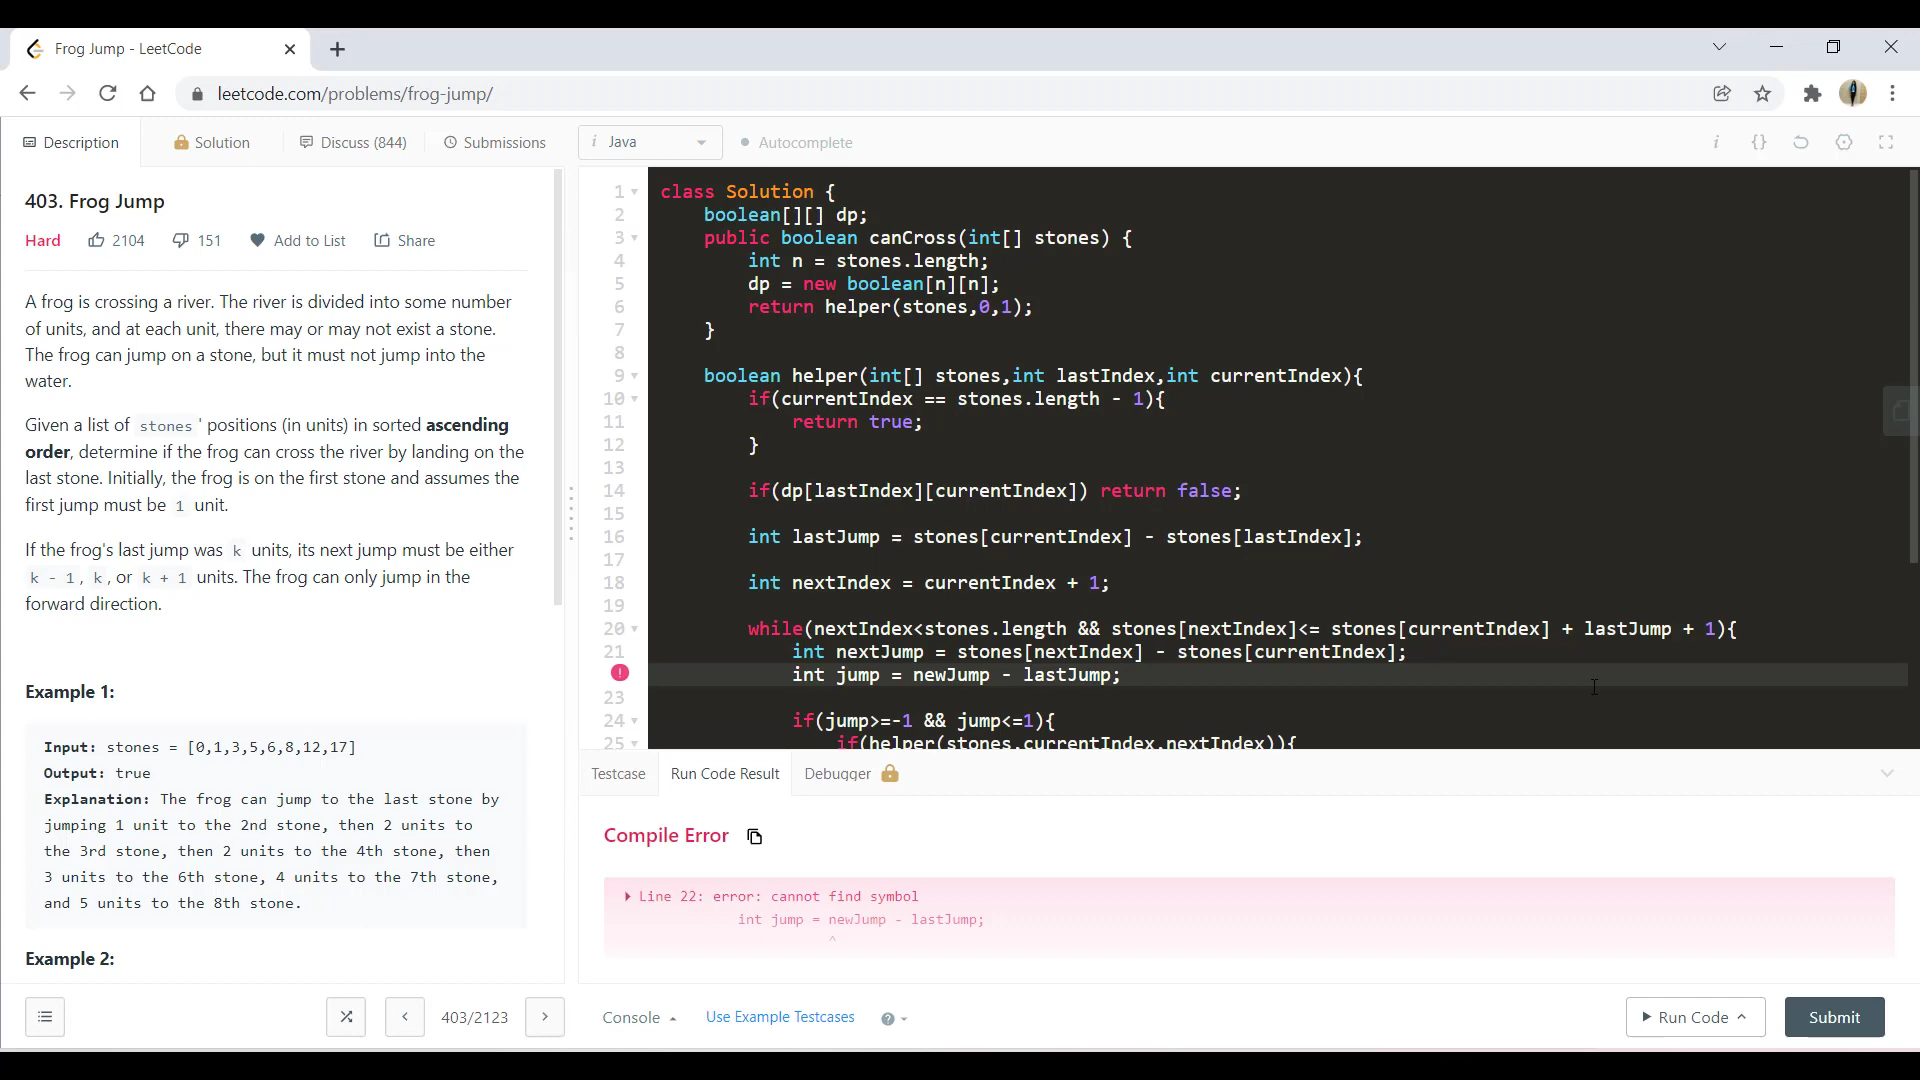 Frog Jump - LeetCode
leetcode.com/problems/frog-jump/
Description
Solution
Discuss (844)
Submissions
i Java
Autocomplete
i {}
403. Frog Jump
Hard 2104 151 Add to List Share
A frog is crossing a river. The river is divided into some number
of units, and at each unit, there may or may not exist a stone.
The frog can jump on a stone, but it must not jump into the
water.
Given a list of stones' positions (in units) in sorted ascending
order, determine if the frog can cross the river by landing on the
last stone. Initially, the frog is on the first stone and assumes the
first jump must be 1 unit.
If the frog's last jump was k units, its next jump must be either
k - 1, k, or k + 1 units. The frog can only jump in the
forward direction.
Example 1:
Input: stones = [0,1,3,5,6,8,12,17]
Output: true
Explanation: The frog can jump to the last stone by
jumping 1 unit to the 2nd stone, then 2 units to
the 3rd stone, then 2 units to the 4th stone, then
3 units to the 6th stone, 4 units to the 7th stone,
and 5 units to the 8th stone.
Example 2:
403/2123
1 class Solution {
2 boolean[][] dp;
3 public boolean canCross(int[] stones) {
4 int n = stones.length;
5 dp = new boolean[n][n];
6 return helper(stones,0,1);
7 }
8
9 boolean helper(int[] stones,int lastIndex,int currentIndex){
10 if(currentIndex == stones.length - 1){
11 return true;
12 }
13
14 if(dp[lastIndex][currentIndex]) return false;
15
16 int lastJump = stones[currentIndex] - stones[lastIndex];
17
18 int nextIndex = currentIndex + 1;
19
20 while(nextIndex<stones.length && stones[nextIndex]<= stones[currentIndex] + lastJump + 1){
21 int nextJump = stones[nextIndex] - stones[currentIndex];
int jump = newJump - lastJump;
23
24 if(jump>=-1 && jump<=1){
25 if(helper(stones,currentIndex,nextIndex)){
Testcase
Run Code Result
Debugger
Compile Error
Line 22: error: cannot find symbol
int jump = newJump - lastJump;
^
Console
Use Example Testcases
Run Code
Submit